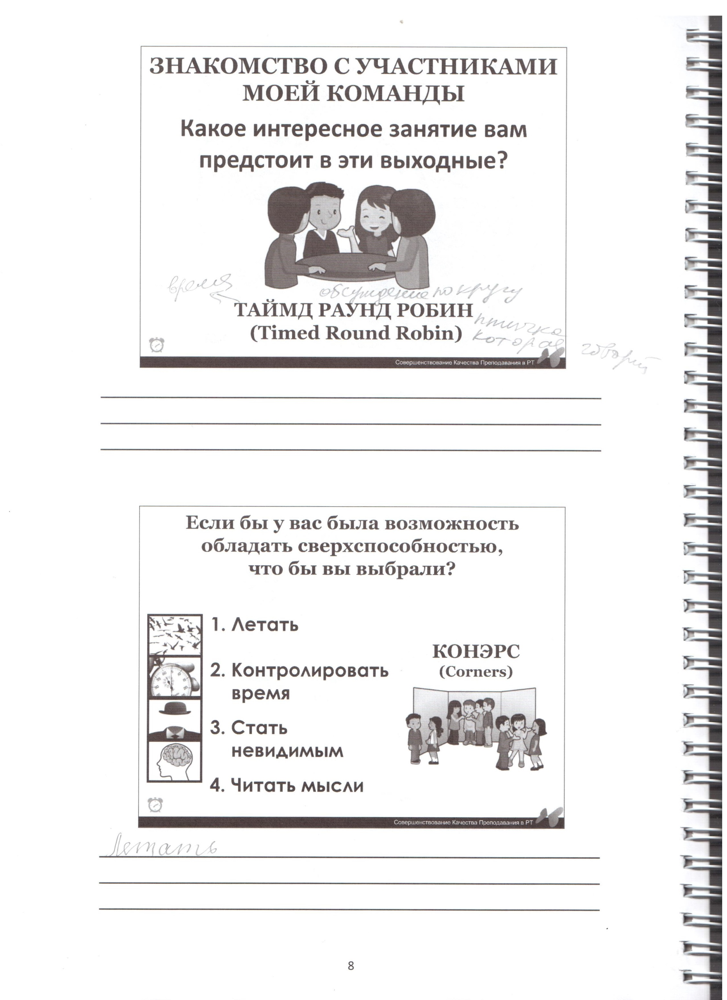 ЗНАКОМСТВО С УЧАСТНИКАМИ
МОЕЙ КОМАНДЫ
Какое интересное занятие вам
предстоит в эти выходные?
время
обсуждение по кругу
ТАЙМД РАУНД РОБИН
(Timed Round Robin)
птичка
которая говорит
Совершенствование Качества Преподавания в РТ
Если бы у вас была возможность
обладать сверхспособностью,
что бы вы выбрали?
1. Летать
2. Контролировать
время
3. Стать
невидимым
4. Читать мысли
КОНЭРС
(Corners)
Совершенствование Качества Преподавания в РТ
Летать
8